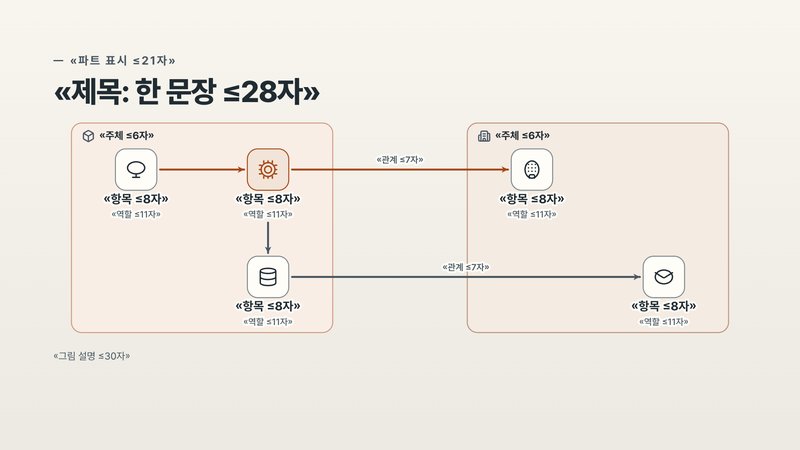 — «파트 표시 ≤21자»
«제목: 한 문장 ≤28자»
«주체 ≤6자»
«주체 ≤6자»
«관계 ≤7자»
«항목 ≤8자»
«항목 ≤8자»
«항목 ≤8자»
«역할 ≤11자»
«역할 ≤11자»
«역할 ≤11자»
«관계 ≤7자»
«항목 ≤8자»
«항목 ≤8자»
«역할 ≤11자»
«역할 ≤11자»
«그림 설명 ≤30자»